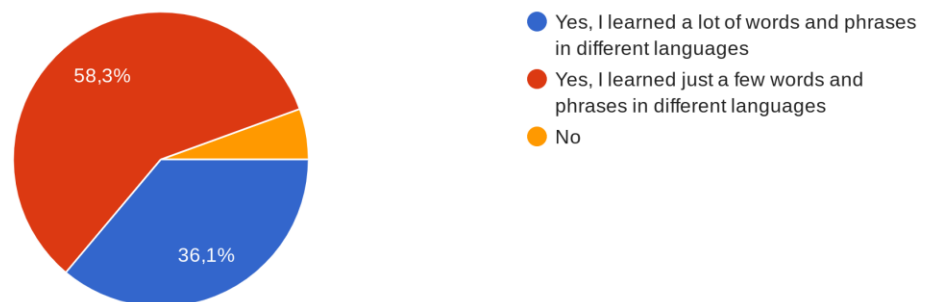 58,3%
36,1%
Yes, I learned a lot of words and phrases
in different languages
Yes, I learned just a few words and
phrases in different languages
No